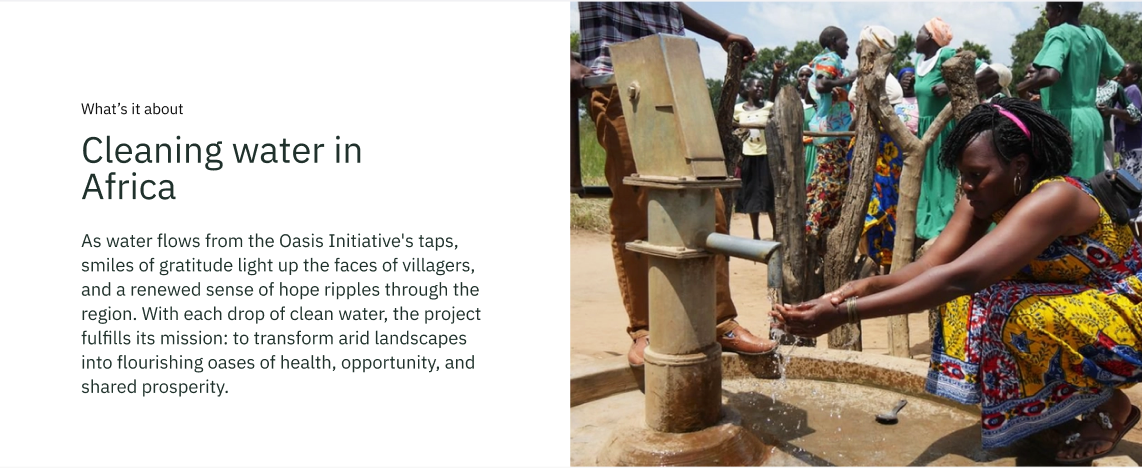 What's it about
Cleaning water in
Africa
As water flows from the Oasis Initiative's taps,
smiles of gratitude light up the faces of villagers,
and a renewed sense of hope ripples through the
region. With each drop of clean water, the project
fulfills its mission: to transform arid landscapes
into flourishing oases of health, opportunity, and
shared prosperity.